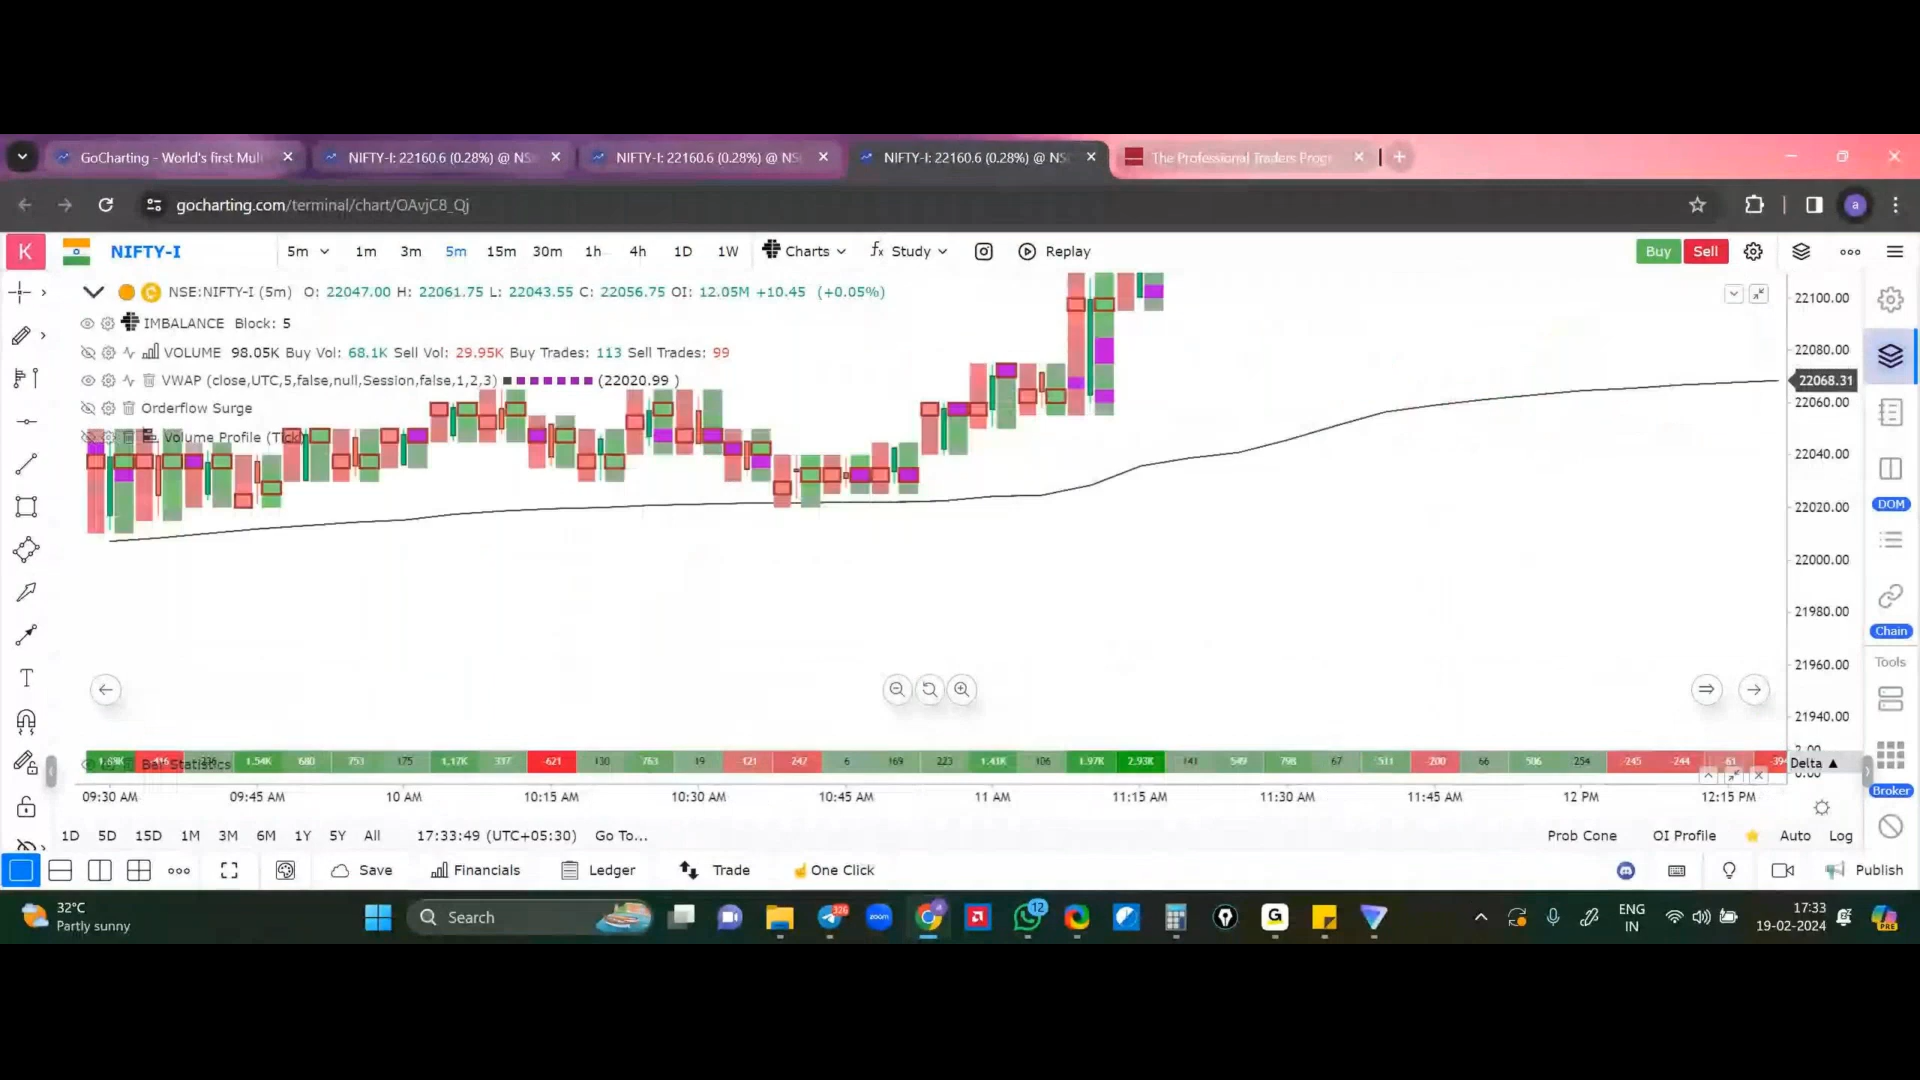 GoCharting - World's first Mul
NIFTY-I: 22160.6 (0.28%) @ NS
NIFTY-I: 22160.6 (0.28%) @ NS
NIFTY-I: 22160.6 (0.28%) @ NS
The Professional Traders Progr
gocharting.com/terminal/chart/OAvjC8_Qj
a
K
NIFTY-I
5m 1m 3m 5m 15m 30m 1h 4h 1D 1W Charts fx Study Replay Buy Sell
NSE:NIFTY-I (5m) O: 22047.00 H: 22061.75 L: 22043.55 C: 22056.75 OI: 12.05M +10.45 (+0.05%)
IMBALANCE Block: 5
VOLUME 98.05K Buy Vol: 68.1K Sell Vol: 29.95K Buy Trades: 113 Sell Trades: 99
VWAP (close,UTC,5,false,null,Session,false,1,2,3) (22020.99 )
Orderflow Surge
Volume Profile (Tick)
22100.00
22080.00
22068.31
22060.00
22040.00
22020.00
22000.00
21980.00
21960.00
21940.00
DOM
Chain
Tools
Broker
T
Bar Statistics
1.54K 680 753 175 1.17K 337 -621 130 763 19 -121 -247 6 169 223 1.41K 106 1.97K 2.93K 141 549 798 67 -511 -200 66 506 254 -245 -244 -61 -394
Delta ▲
09:30 AM 09:45 AM 10 AM 10:15 AM 10:30 AM 10:45 AM 11 AM 11:15 AM 11:30 AM 11:45 AM 12 PM 12:15 PM
1D 5D 15D 1M 3M 6M 1Y 5Y All 17:33:49 (UTC+05:30) Go To... Prob Cone OI Profile Auto Log
Save Financials Ledger Trade One Click Publish
32°C
Partly sunny
Search
326
zoom
12
ENG
IN
17:33
19-02-2024
PRE